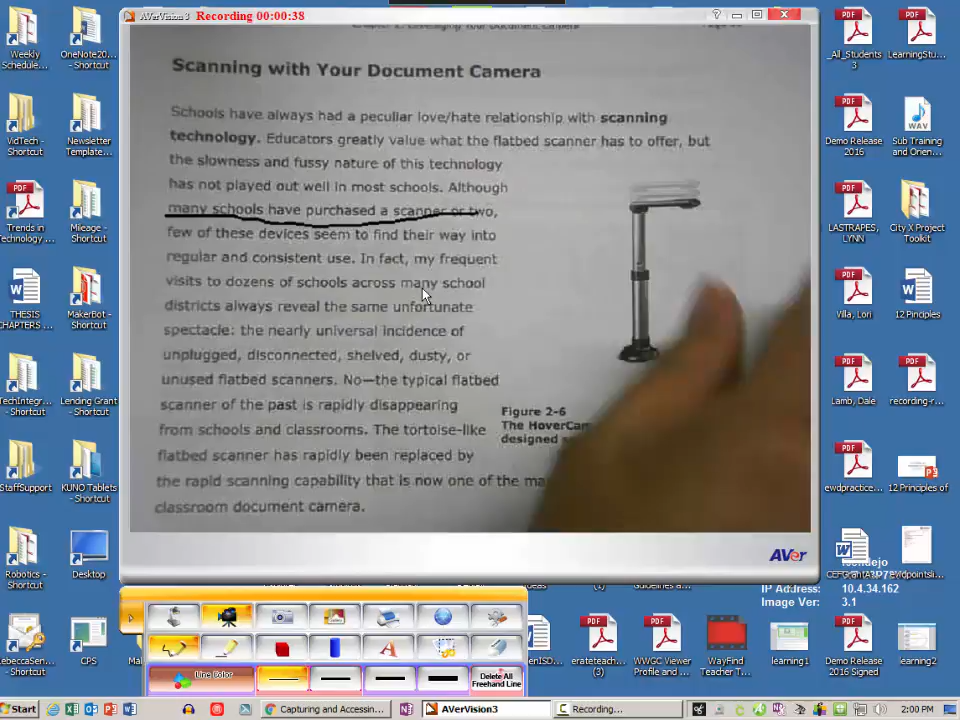 AVerVision3 Recording 00:00:38
Scanning with Your Document Camera
Schools have always had a peculiar love/hate relationship with scanning
technology. Educators greatly value what the flatbed scanner has to offer, but
the slowness and fussy nature of this technology
has not played out well in most schools. Although
many schools have purchased a scanner or two,
few of these devices seem to find their way into
regular and consistent use. In fact, my frequent
visits to dozens of schools across many school
districts always reveal the same unfortunate
spectacle: the nearly universal incidence of
unplugged, disconnected, shelved, dusty, or
unused flatbed scanners. No—the typical flatbed
scanner of the past is rapidly disappearing
from schools and classrooms. The tortoise-like
flatbed scanner has rapidly been replaced by
the rapid scanning capability that is now one of the
classroom document camera.
Figure 2-6
The HoverCam
designed
AVer
Weekly
Schedule...
OneNote20...
- Shortcut
VidTech -
Shortcut
Newsletter
Template...
Trends in
Technology ...
Mileage -
Shortcut
THESIS
CHAPTERS ...
MakerBot -
Shortcut
TechIntegr...
- Shortcut
Lending Grant
- Shortcut
StaffSupport
KUNO Tablets
- Shortcut
Robotics -
Shortcut
Desktop
RebeccaSen...
- Shortcut
CPS
_All_Students
3
LearningStu...
Demo Release
2016
WAV
Sub Training
and Orien...
LASTRAPES,
LYNN
City X Project
Toolkit
Villa, Lori
12 Principles
Lamb, Dale
recording-r...
ewdpractice...
12 Principles of
IP Address:
10.4.34.162
Image Ver:
3.1
erateteach...
(3)
WWGC Viewer
Profile and ...
WayFind
Teacher T...
learning1
Demo Release
2016 Signed
learning2
Line Color
Delete All
Freehand Line
Start
Capturing and Accessin...
AVerVision3
Recording...
2:00 PM